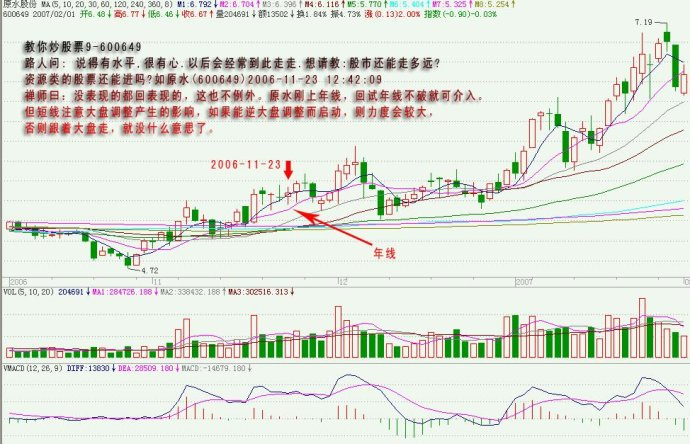 原水股份 MA(5,10,20,30,60,120,240,360,8) M1:6.792↓ M2:6.704↑ M3:6.396↑ M4:6.116↑ M5:5.770↑ M6:5.404↑ M7:5.325↑ M8:5.254↑
600649 2007/02/01 开6.48↓高6.77↓低6.46↓收6.67↑量204691↓额13502↓换1.84% 振4.73% 涨(0.13)2.00% 指数(-0.90)-0.03%
7.19→
教你炒股票9-600649
路人问: 说得有水平.很有心.以后会经常到此走走.想请教:股市还能走多远?
资源类的股票还能进吗?如原水(600649)2006-11-23 12:42:09
禅师曰: 没表现的都回表现的，这也不例外。原水刚上年线，回试年线不破就可介入。
但短线注意大盘调整产生的影响，如果能逆大盘调整而启动，则力度会较大，
否则跟着大盘走，就没什么意思了。
2006-11-23
年线
←4.72
2006 11 12 2007
VOL(5,10,20) 204691↓MA1:284726.188↓MA2:338432.188↑MA3:302516.313↓
VMACD(12,26,9) DIFF:13830↓ DEA:28509.180↓ MACD:-14679.180↓